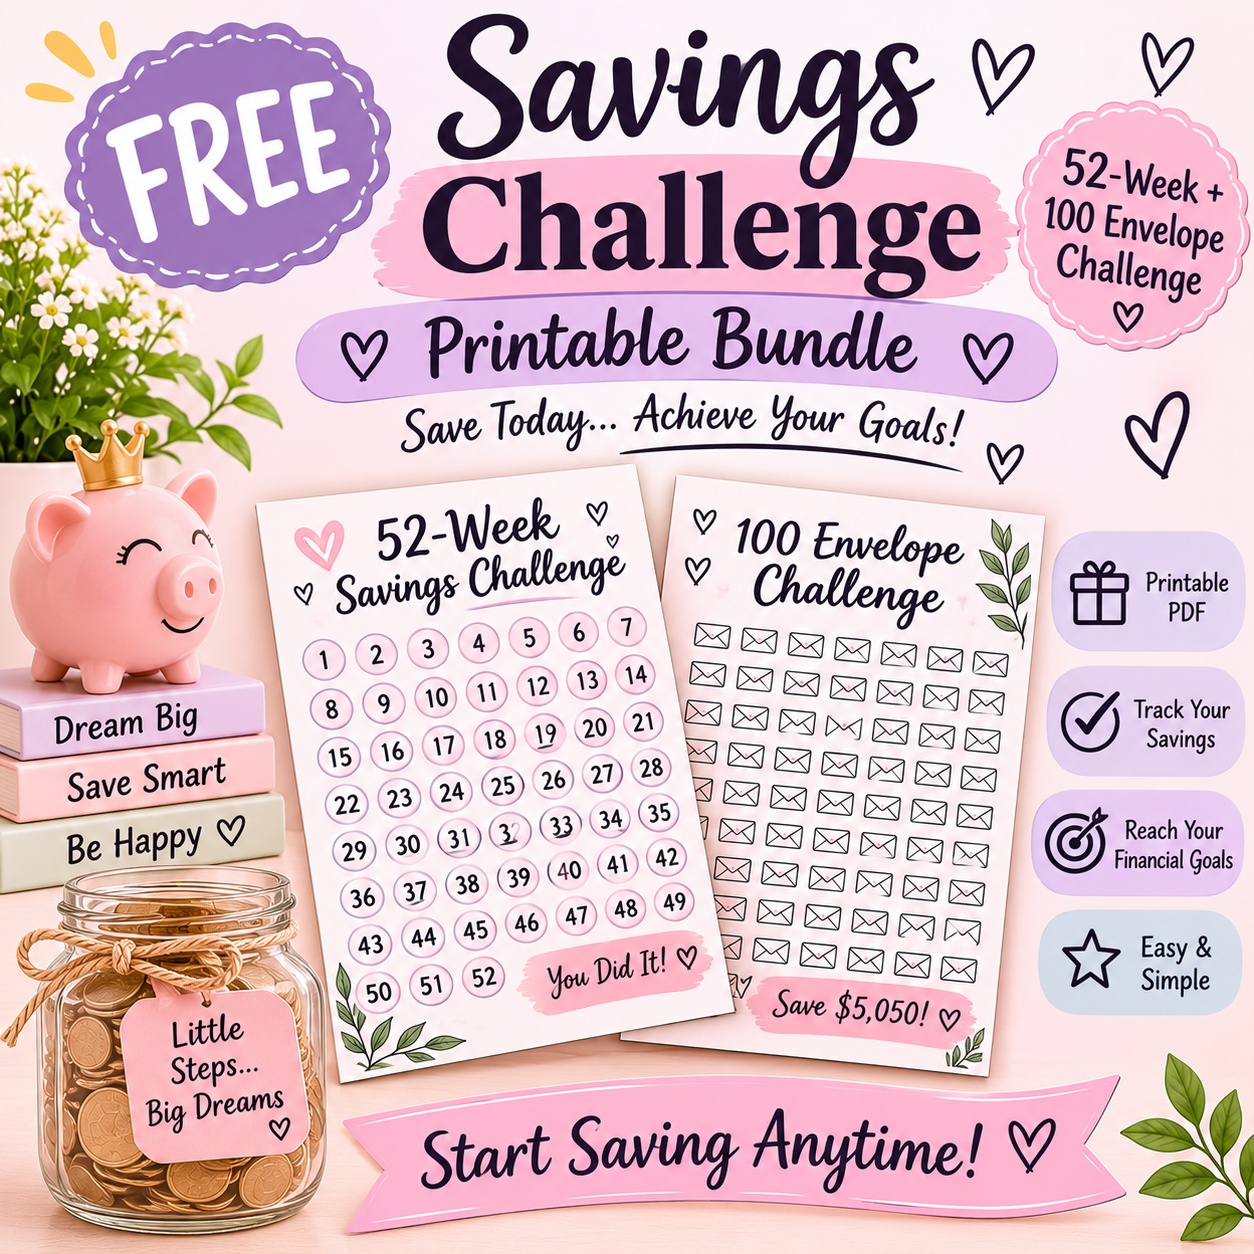 FREE
Savings
Challenge
Printable Bundle
Save Today... Achieve Your Goals!
52-Week +
100 Envelope
Challenge
Dream Big
Save Smart
Be Happy
Little
Steps...
Big Dreams
52-Week
Savings Challenge
1 2 3 4 5 6 7
8 9 10 11 12 13 14
15 16 17 18 19 20 21
22 23 24 25 26 27 28
29 30 31 32 33 34 35
36 37 38 39 40 41 42
43 44 45 46 47 48 49
50 51 52
You Did It!
100 Envelope
Challenge
Save $5,050!
Printable
PDF
Track Your
Savings
Reach Your
Financial Goals
Easy &
Simple
Start Saving Anytime!